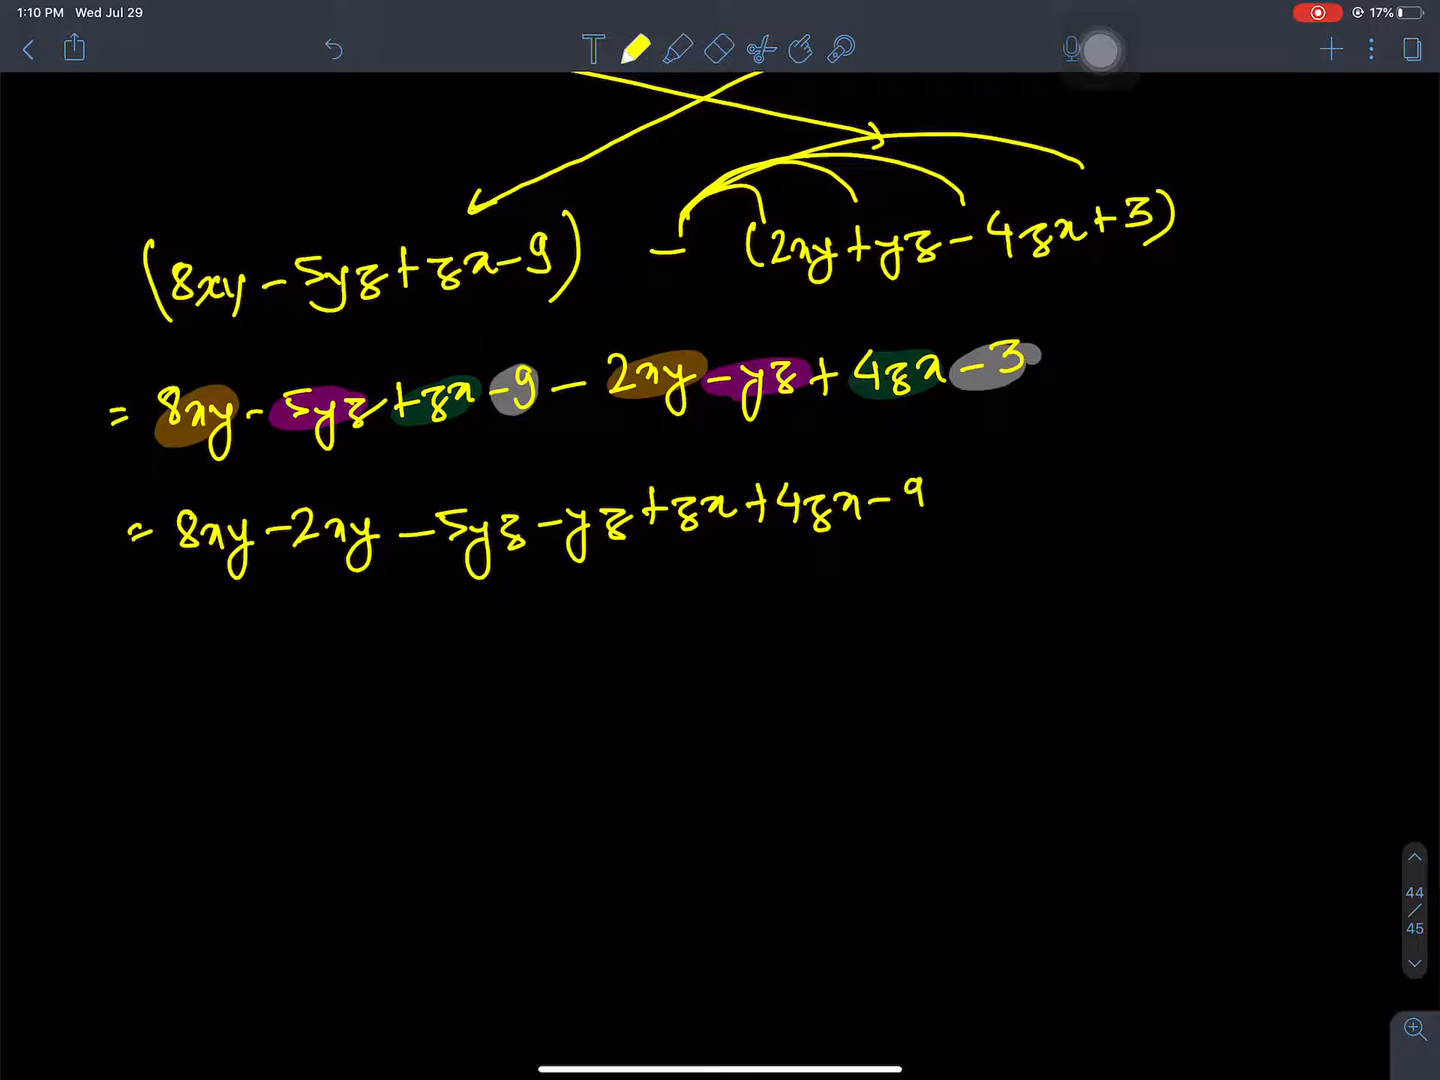 1:10 PM Wed Jul 29
17%
T
(8xy - 5yz + zx - 9) - (2xy + yz - 4zx + 3)
= 8xy - 5yz + zx - 9 - 2xy - yz + 4zx - 3
= 8xy - 2xy - 5yz - yz + zx + 4zx - 9
44
/
45